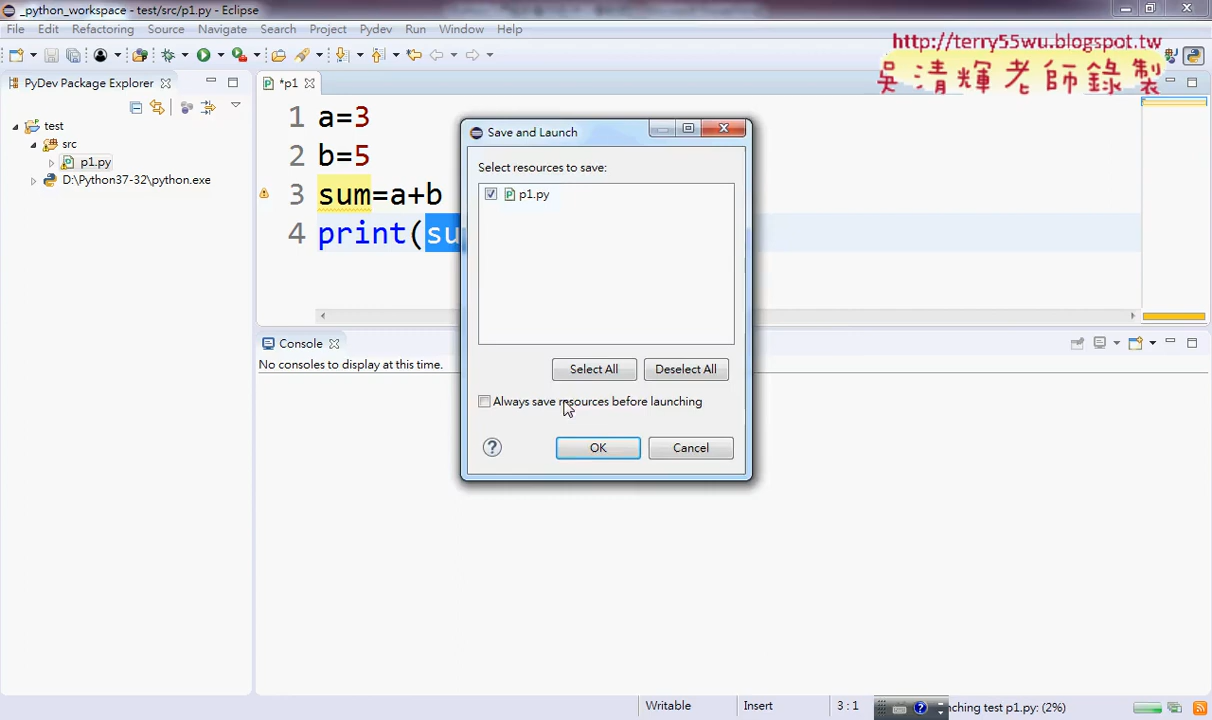 _python_workspace - test/src/p1.py - Eclipse
File Edit Refactoring Source Navigate Search Project Pydev Run Window Help
http://terry55wu.blogspot.tw
吳清輝老師錄製
PyDev Package Explorer
*p1
test
src
p1.py
D:\Python37-32\python.exe
1 a=3
2 b=5
3 sum=a+b
4 print(su
Save and Launch
Select resources to save:
p1.py
Select All Deselect All
Always save resources before launching
OK Cancel
Console
No consoles to display at this time.
Writable Insert 3 : 1 nching test p1.py: (2%)